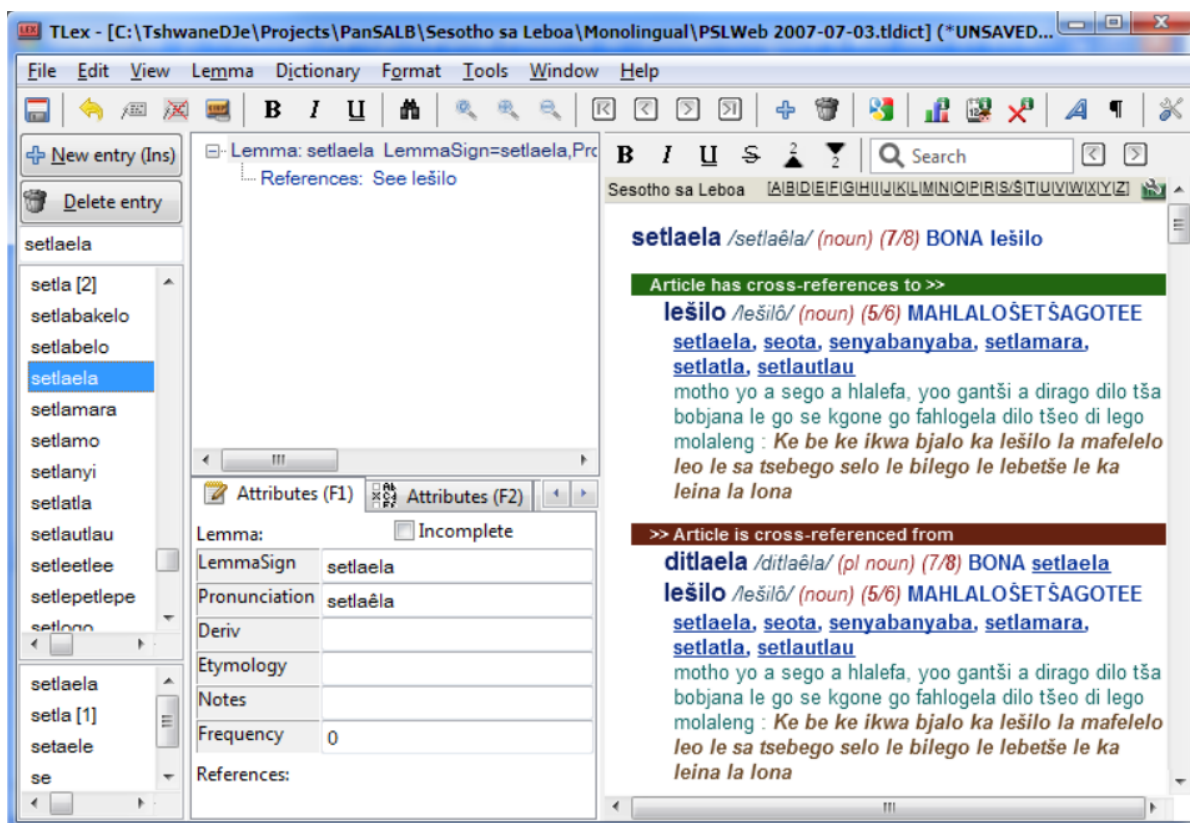 TLex - [C:\TshwaneDJe\Projects\PanSALB\Sesotho sa Leboa\Monolingual\PSLWeb 2007-07-03.tldict] (*UNSAVED...
File Edit View Lemma Dictionary Format Tools Window Help
New entry (Ins)
Delete entry
setlaela
setla [2]
setlabakelo
setlabelo
setlaela
setlamara
setlamo
setlanyi
setlatla
setlautlau
setleetlee
setlepetlepe
setlogo
setlaela
setla [1]
setaele
se
Lemma: setlaela LemmaSign=setlaela,Prc
References: See lešilo
Attributes (F1) Attributes (F2)
Lemma: Incomplete
LemmaSign setlaela
Pronunciation setlaêla
Deriv
Etymology
Notes
Frequency 0
References:
B I U S 2 2 Search
Sesotho sa Leboa [A|B|D|E|F|G|H|I|J|K|L|M|N|O|P|R|S/Š|T|U|V|W|X|Y|Z]
setlaela /setlaêla/ (noun) (7/8) BONA lešilo
Article has cross-references to >>
lešilo /lešilô/ (noun) (5/6) MAHLALOŠETŠAGOTEE
setlaela, seota, senyabanyaba, setlamara,
setlatla, setlautlau
motho yo a sego a hlalefa, yoo gantši a dirago dilo tša
bobjana le go se kgone go fahlogela dilo tšeo di lego
molaleng : Ke be ke ikwa bjalo ka lešilo la mafelelo
leo le sa tsebego selo le bilego le lebetše le ka
leina la lona
>> Article is cross-referenced from
ditlaela /ditlaêla/ (pl noun) (7/8) BONA setlaela
lešilo /lešilô/ (noun) (5/6) MAHLALOŠETŠAGOTEE
setlaela, seota, senyabanyaba, setlamara,
setlatla, setlautlau
motho yo a sego a hlalefa, yoo gantši a dirago dilo tša
bobjana le go se kgone go fahlogela dilo tšeo di lego
molaleng : Ke be ke ikwa bjalo ka lešilo la mafelelo
leo le sa tsebego selo le bilego le lebetše le ka
leina la lona